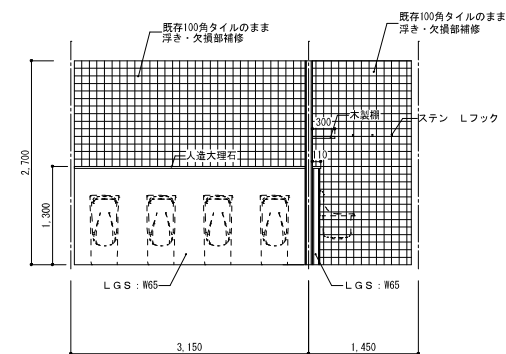 既存100角タイルのまま
浮き・欠損部補修
既存100角タイルのまま
浮き・欠損部補修
300
木製棚
ステン Lフック
人造大理石
110
2,700
1,300
LGS:W65
LGS:W65
3,150
1,450